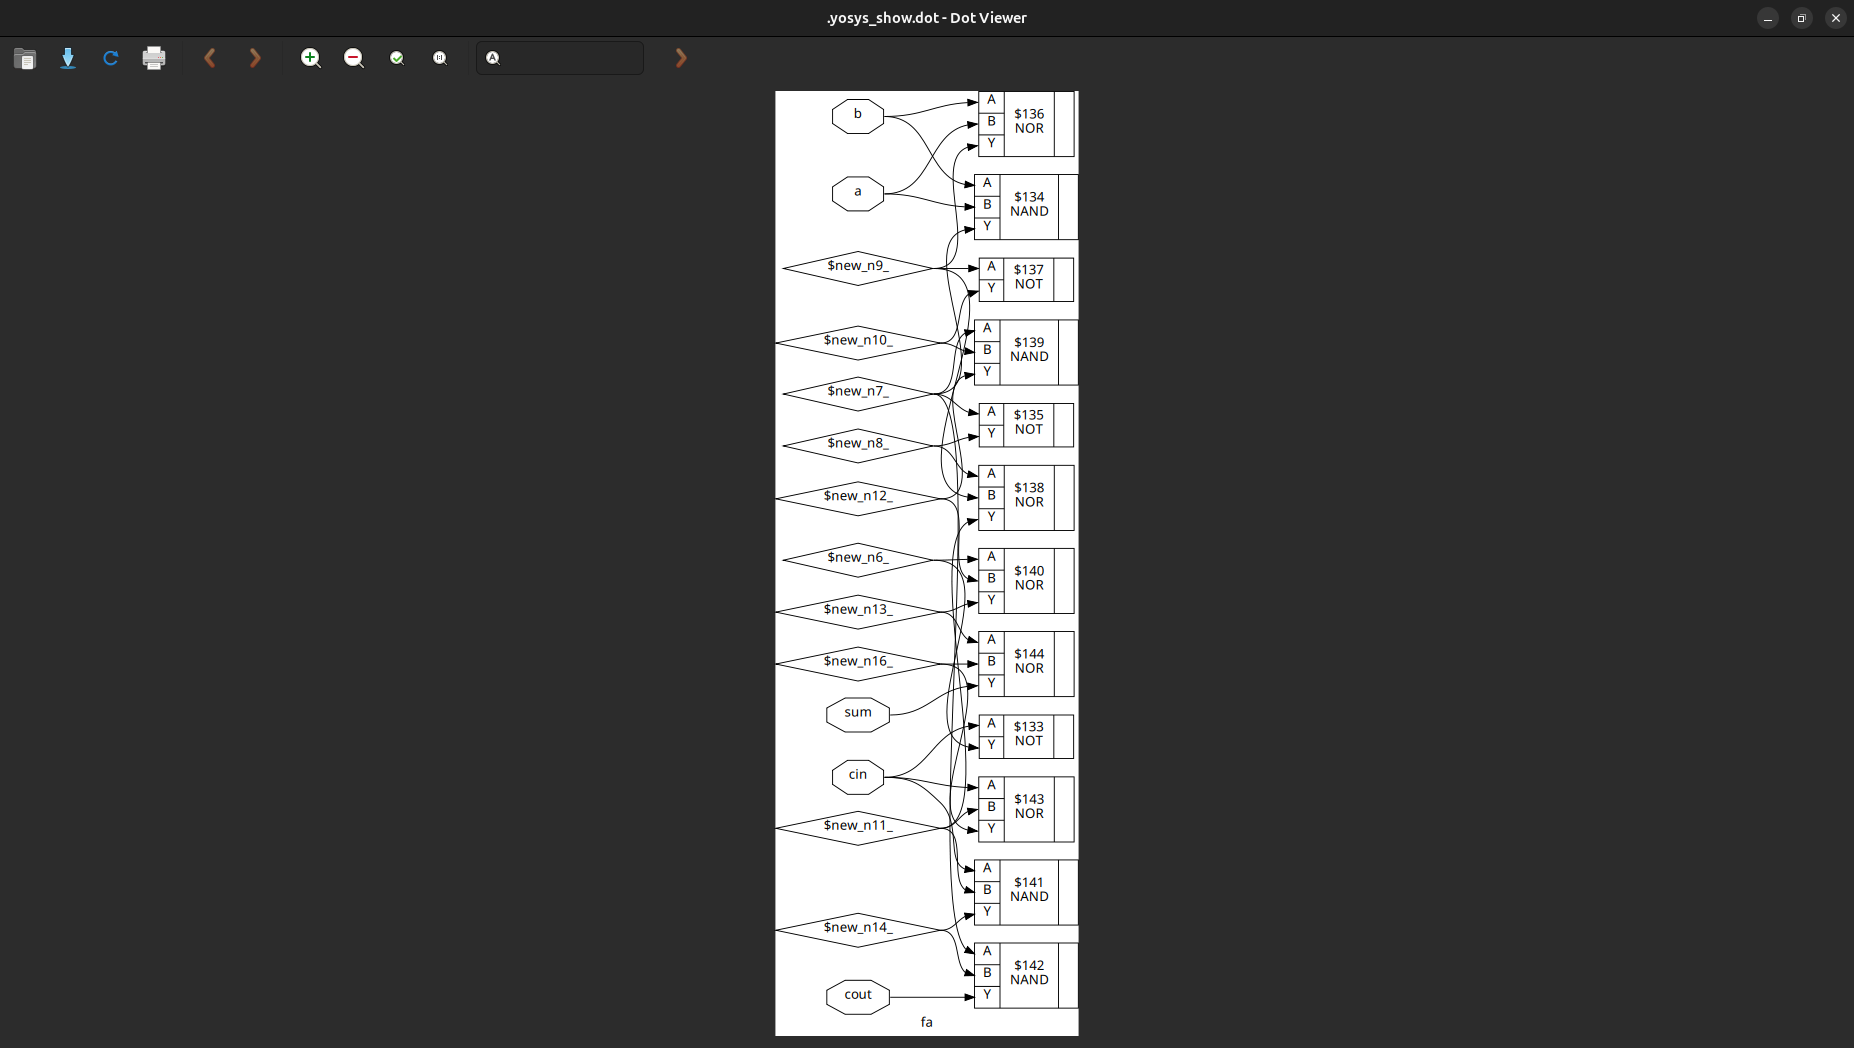 .yosys_show.dot - Dot Viewer
b
a
$new_n9_
$new_n10_
$new_n7_
$new_n8_
$new_n12_
$new_n6_
$new_n13_
$new_n16_
sum
cin
$new_n11_
$new_n14_
cout
A
B
Y
$136
NOR
A
B
Y
$134
NAND
A
Y
$137
NOT
A
B
Y
$139
NAND
A
Y
$135
NOT
A
B
Y
$138
NOR
A
B
Y
$140
NOR
A
B
Y
$144
NOR
A
Y
$133
NOT
A
B
Y
$143
NOR
A
B
Y
$141
NAND
A
B
Y
$142
NAND
fa